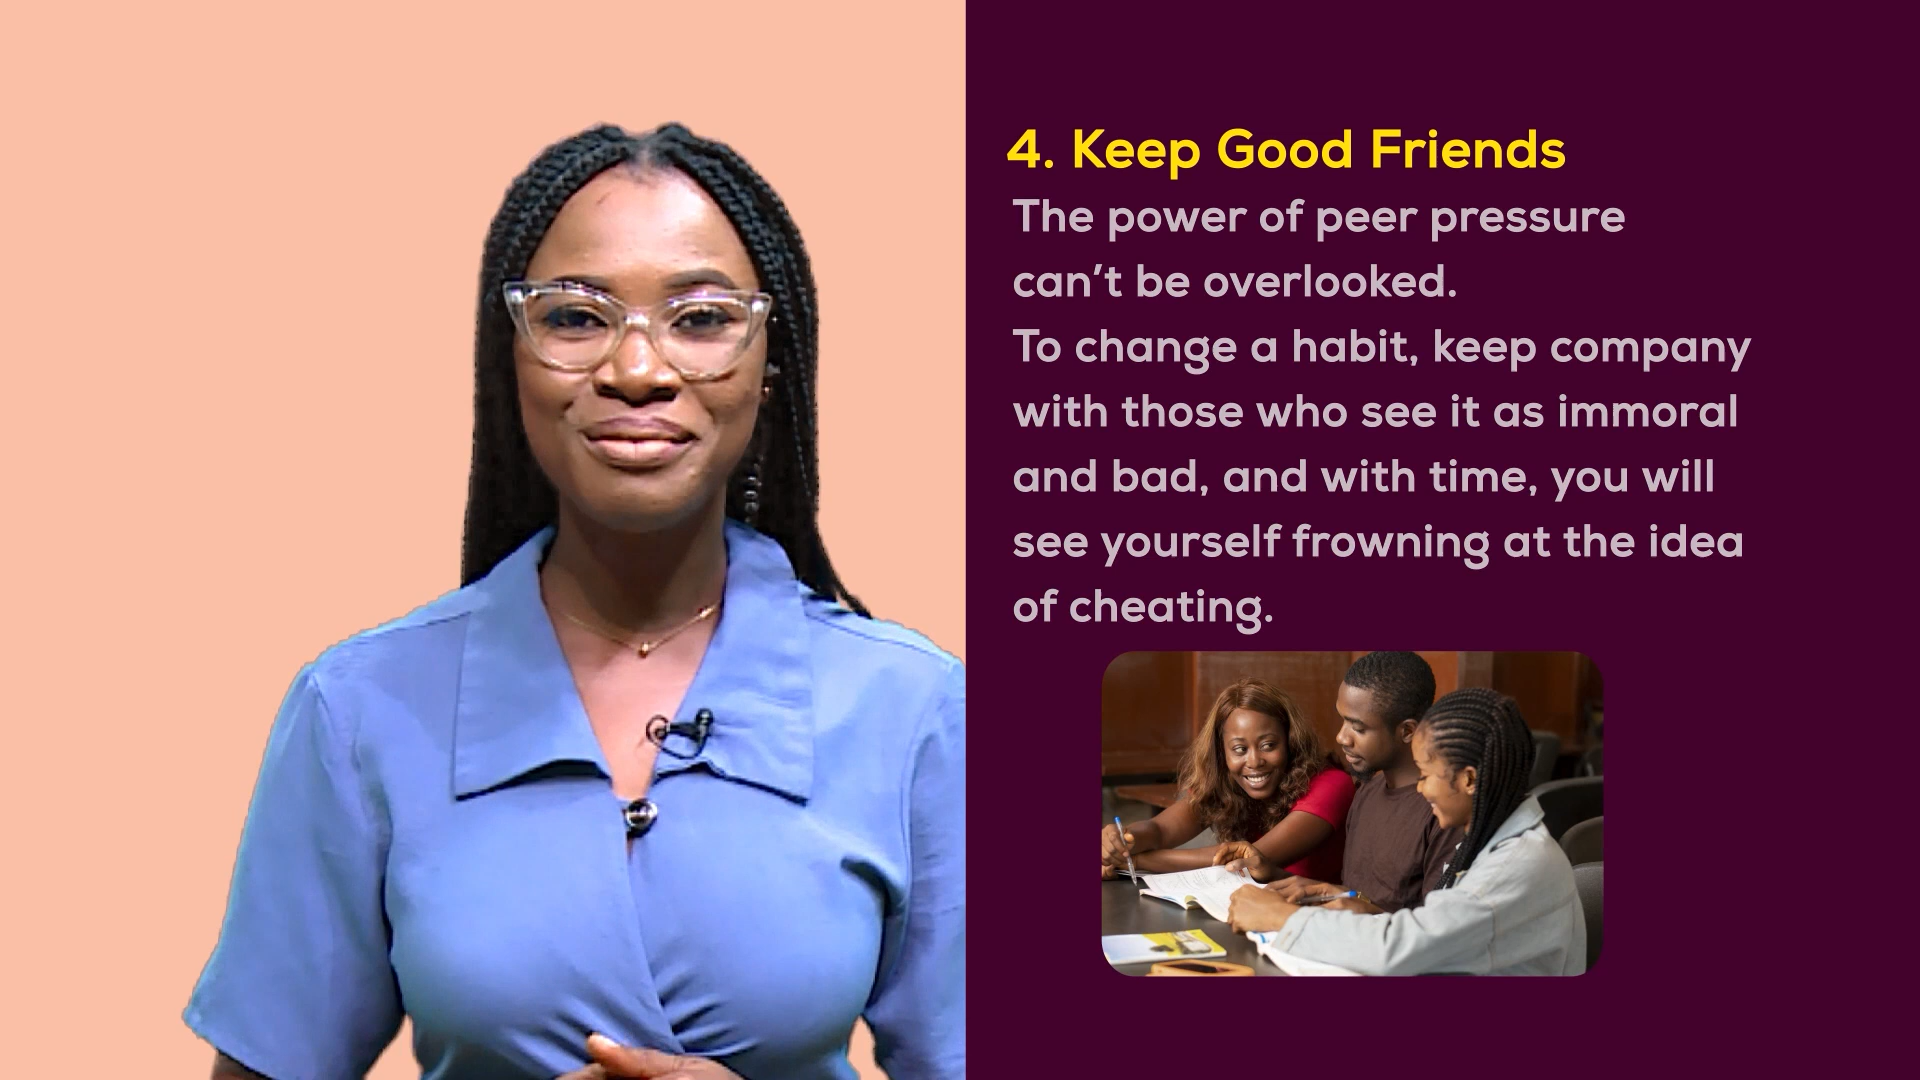 4. Keep Good Friends
The power of peer pressure
can’t be overlooked.
To change a habit, keep company
with those who see it as immoral
and bad, and with time, you will
see yourself frowning at the idea
of cheating.